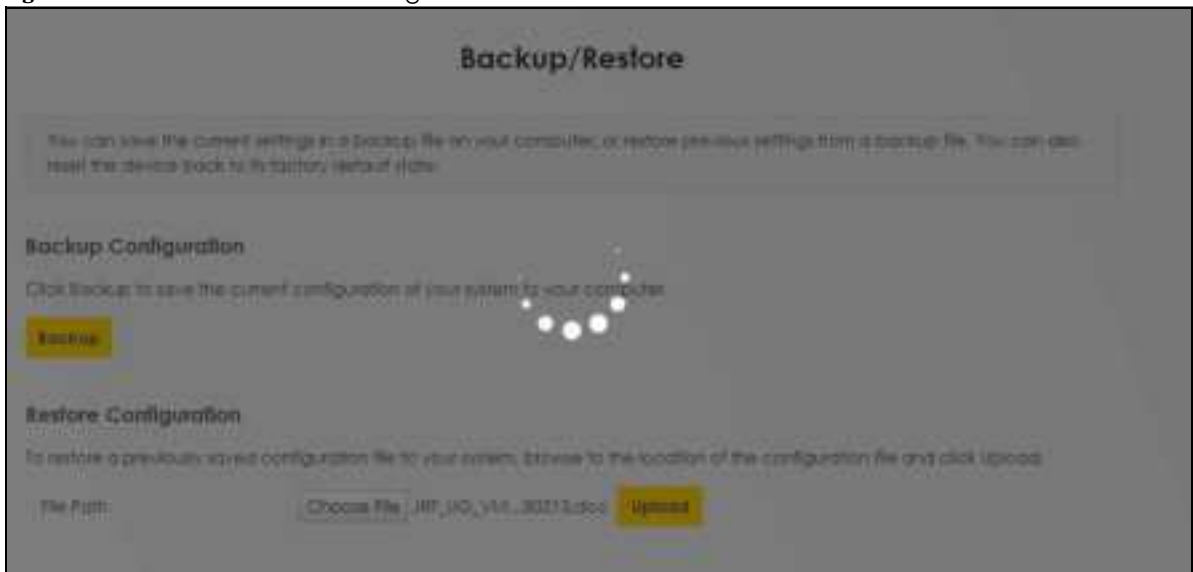 Backup/Restore
You can save the current settings in a backup file on your computer, or restore previous settings from a backup file. You can also
reset the device back to its factory default state.
Backup Configuration
Click Backup to save the current configuration of your system to your computer.
Backup
Restore Configuration
To restore a previously saved configuration file to your system, browse to the location of the configuration file and click Upload.
File Path
Choose File
Upload